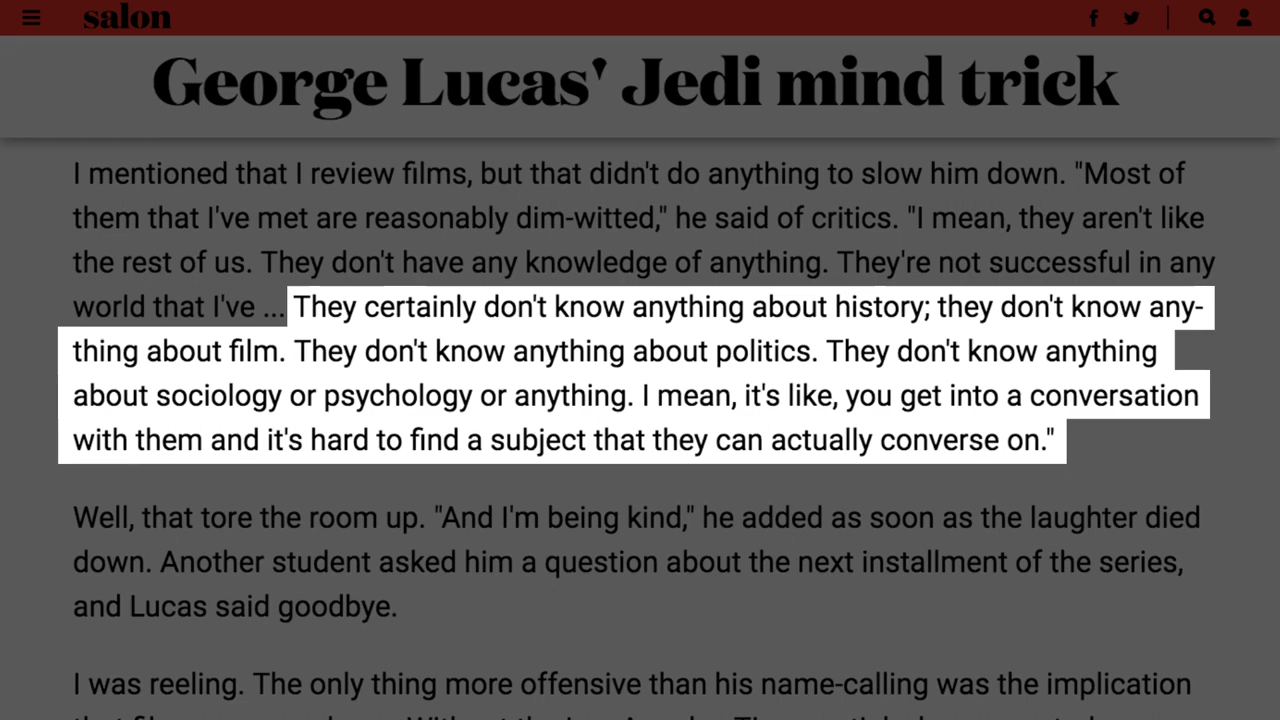 salon
George Lucas' Jedi mind trick
I mentioned that I review films, but that didn't do anything to slow him down. "Most of
them that I've met are reasonably dim-witted," he said of critics. "I mean, they aren't like
the rest of us. They don't have any knowledge of anything. They're not successful in any
world that I've ... They certainly don't know anything about history; they don't know any-
thing about film. They don't know anything about politics. They don't know anything
about sociology or psychology or anything. I mean, it's like, you get into a conversation
with them and it's hard to find a subject that they can actually converse on."
Well, that tore the room up. "And I'm being kind," he added as soon as the laughter died
down. Another student asked him a question about the next installment of the series,
and Lucas said goodbye.
I was reeling. The only thing more offensive than his name-calling was the implication